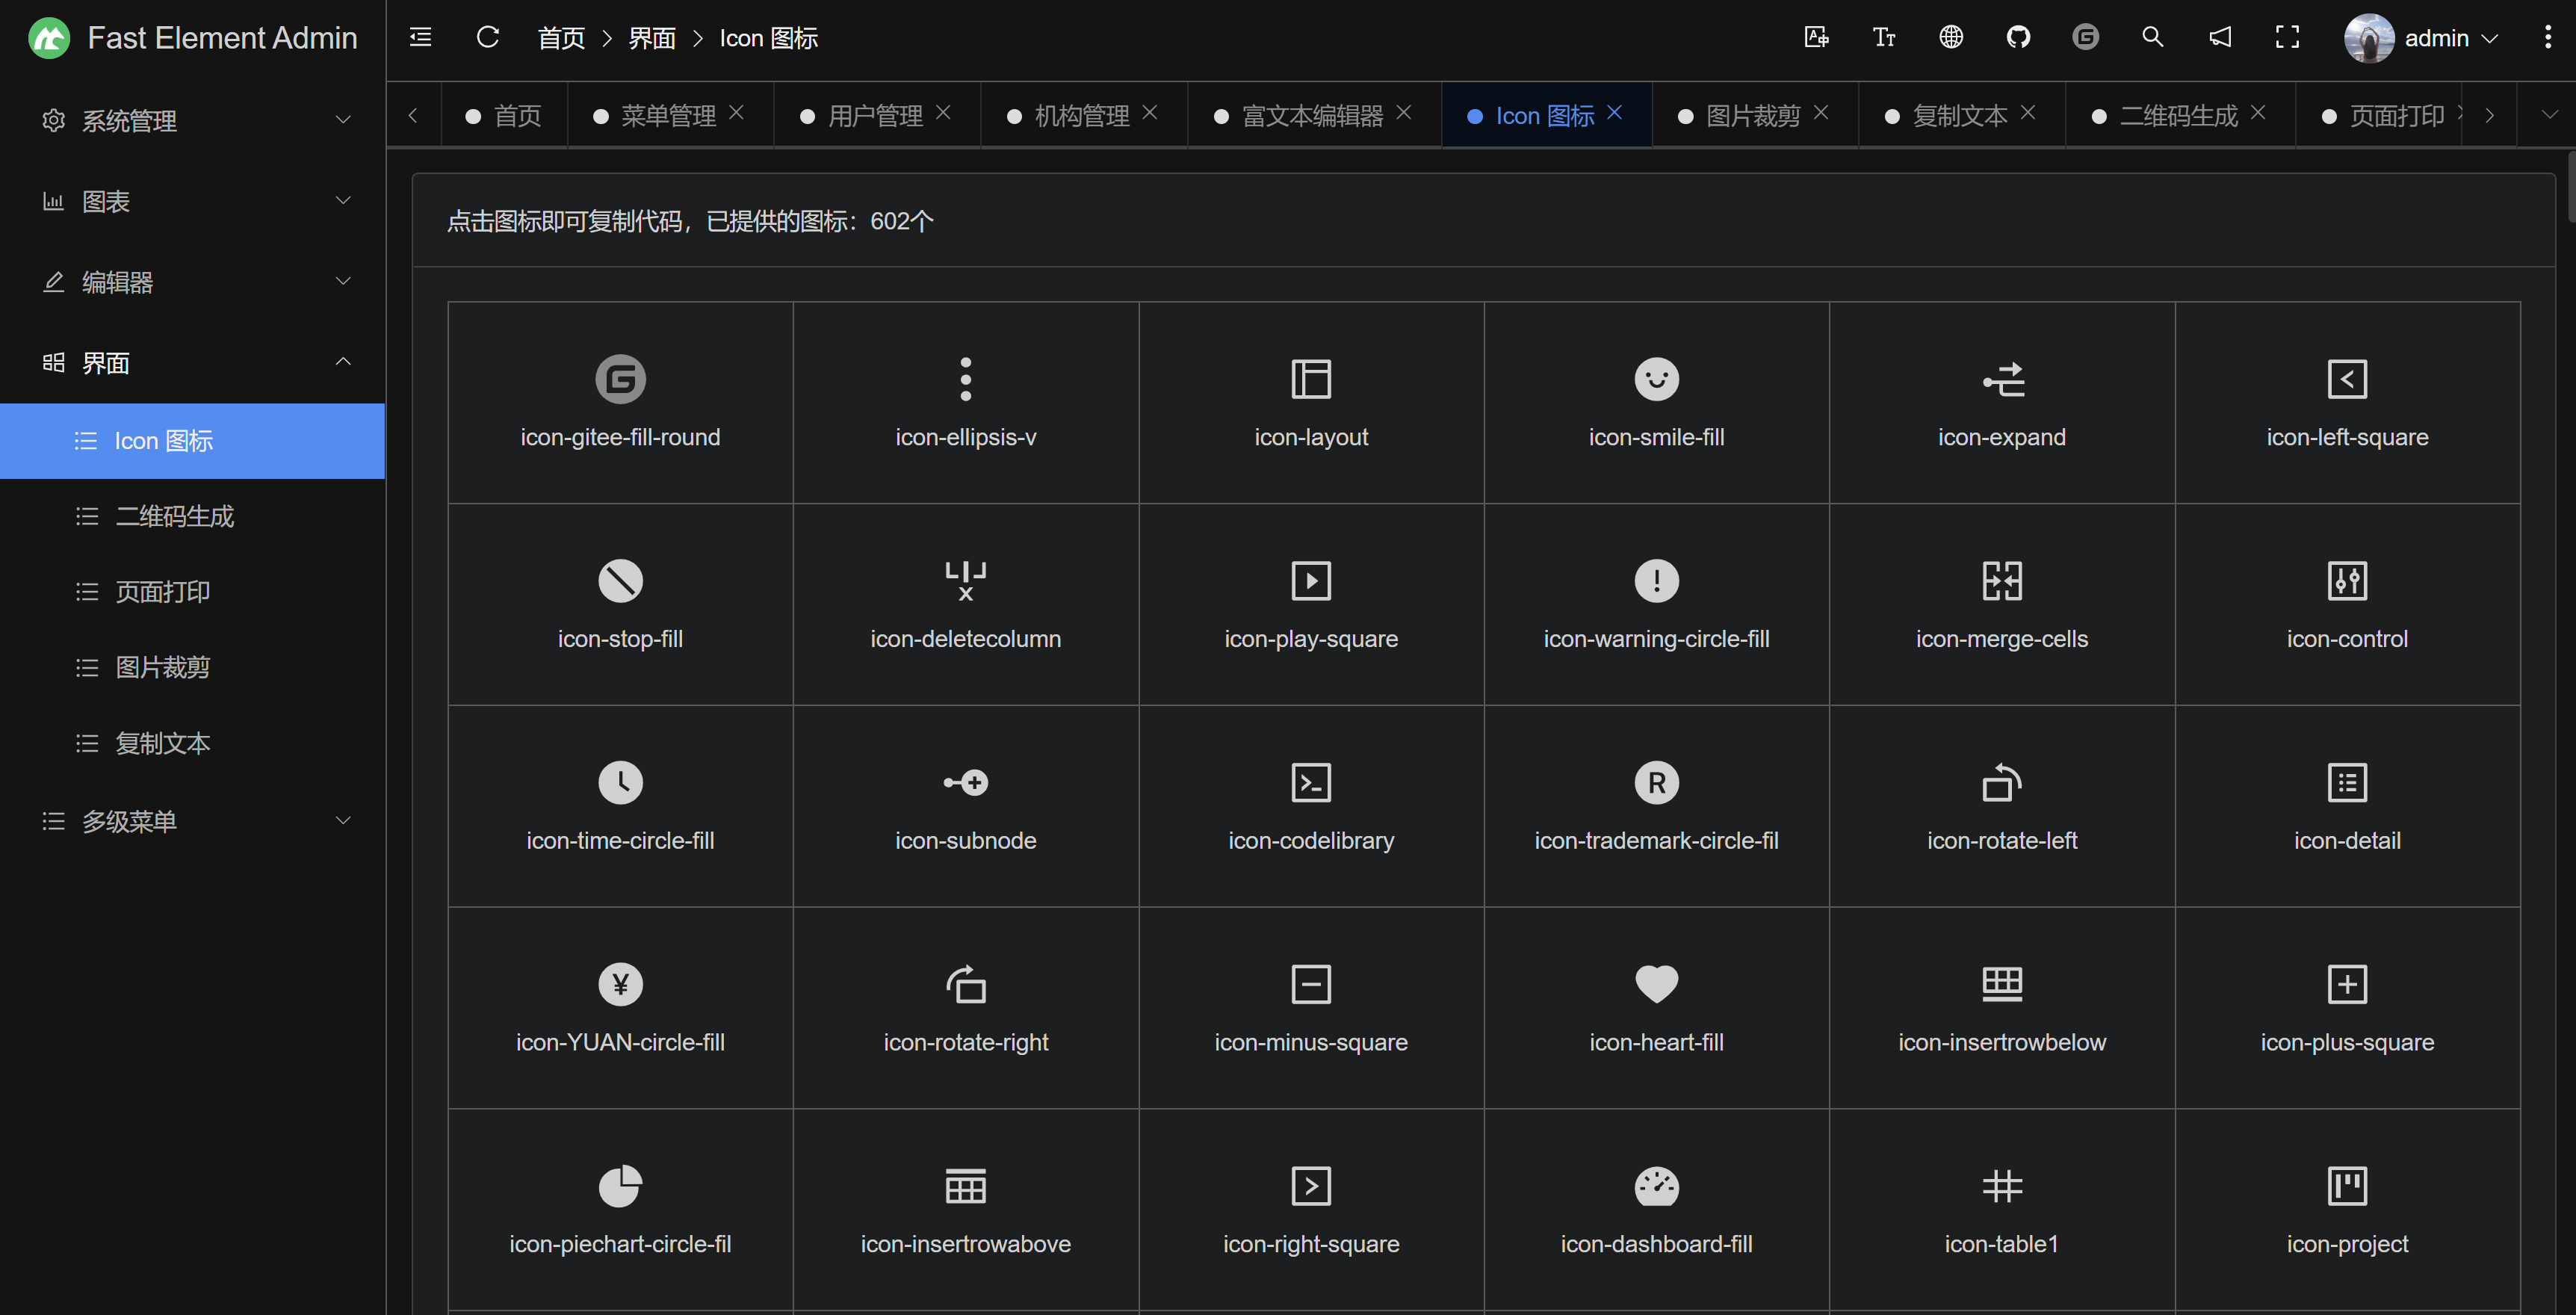 Fast Element Admin
首页 > 界面 > Icon 图标
admin
系统管理
图表
编辑器
界面
Icon 图标
二维码生成
页面打印
图片裁剪
复制文本
多级菜单
首页 菜单管理 用户管理 机构管理 富文本编辑器 Icon 图标 图片裁剪 复制文本 二维码生成 页面打印
点击图标即可复制代码，已提供的图标：602个
icon-gitee-fill-round icon-ellipsis-v icon-layout icon-smile-fill icon-expand icon-left-square
icon-stop-fill icon-deletecolumn icon-play-square icon-warning-circle-fill icon-merge-cells icon-control
icon-time-circle-fill icon-subnode icon-codelibrary icon-trademark-circle-fil icon-rotate-left icon-detail
icon-YUAN-circle-fill icon-rotate-right icon-minus-square icon-heart-fill icon-insertrowbelow icon-plus-square
icon-piechart-circle-fil icon-insertrowabove icon-right-square icon-dashboard-fill icon-table1 icon-project